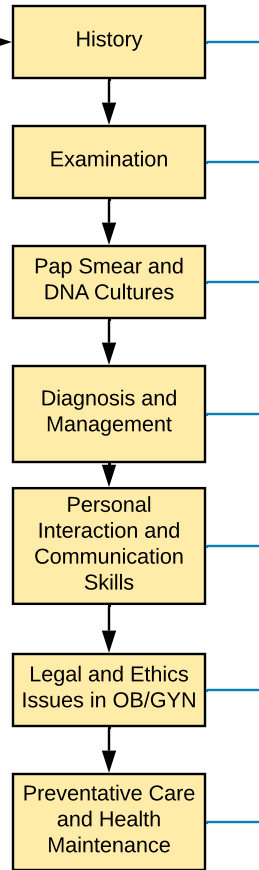 History
Examination
Pap Smear and
DNA Cultures
Diagnosis and
Management
Personal
Interaction and
Communication
Skills
Legal and Ethics
Issues in OB/GYN
Preventative Care
and Health
Maintenance